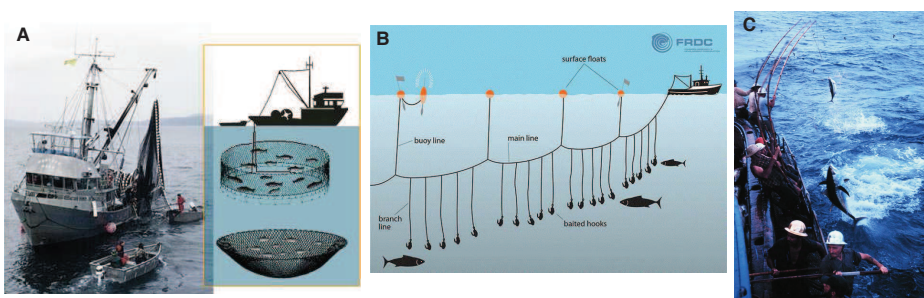 A
B
FRDC
surface floats
buoy line
main line
branch
line
baited hooks
C